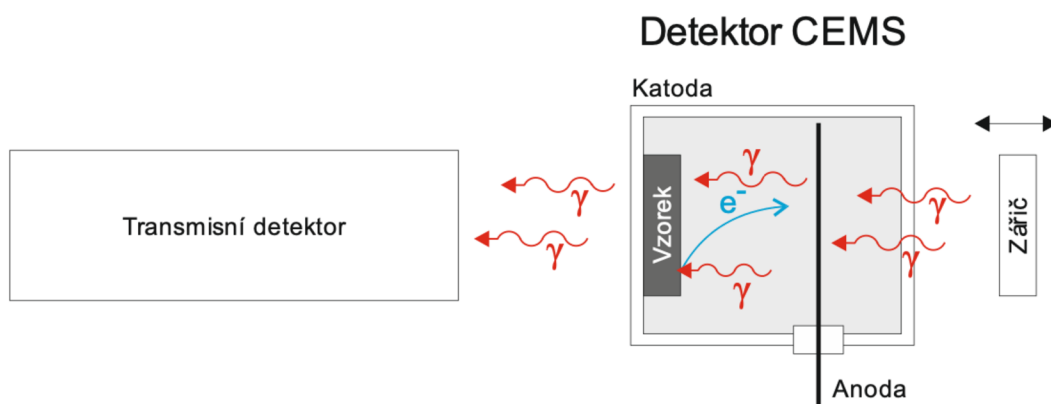 Detektor CEMS
Katoda
γ
γ
γ
γ
γ
γ
e-
Vzorek
Zářič
Transmisní detektor
Anoda